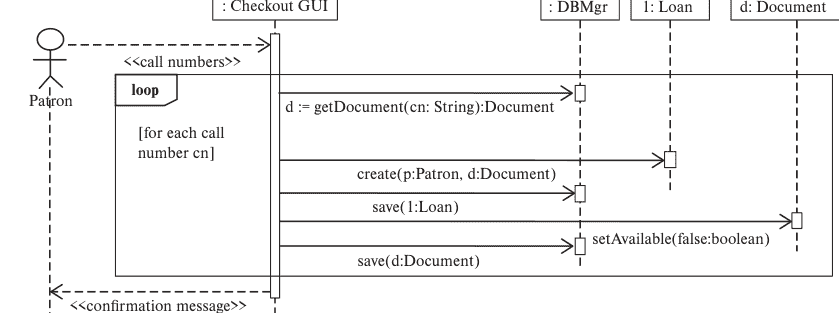 : Checkout GUI
: DBMgr
l: Loan
d: Document
<<call numbers>>
Patron
loop
d := getDocument(cn: String):Document
[for each call
number cn]
create(p:Patron, d:Document)
save(l:Loan)
setAvailable(false:boolean)
save(d:Document)
<<confirmation message>>